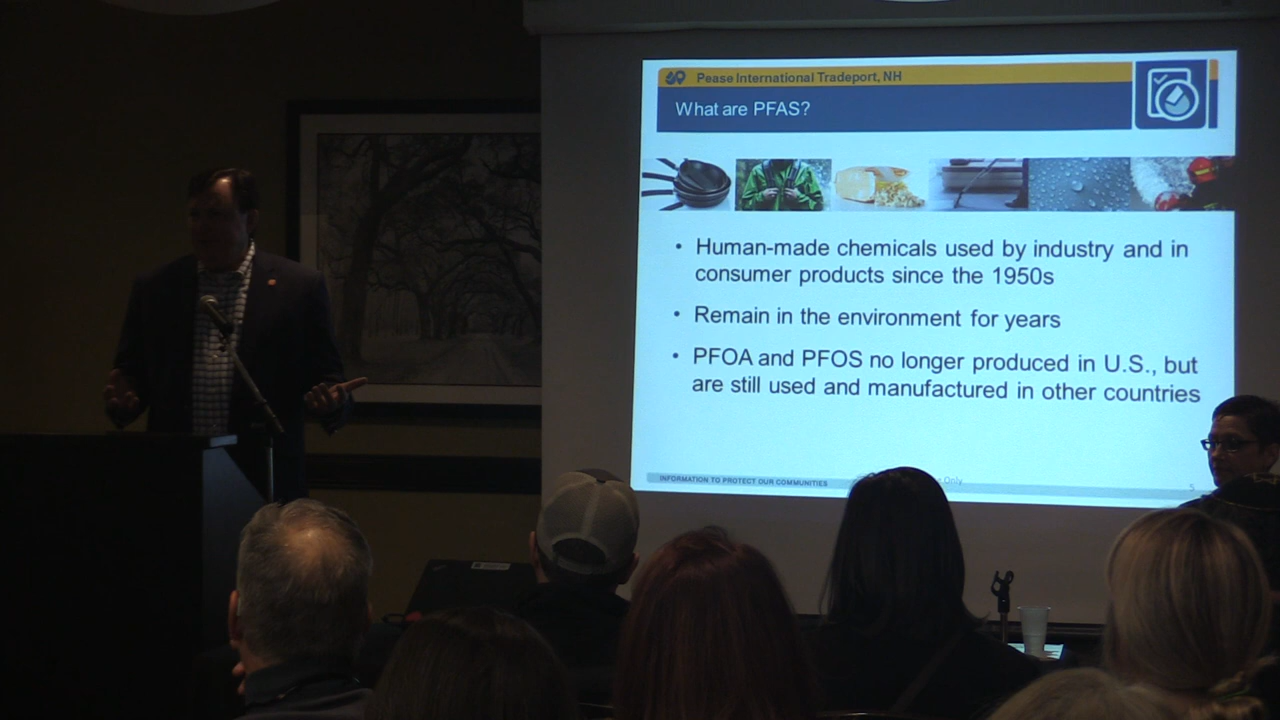 Pease International Tradeport, NH
What are PFAS?
• Human-made chemicals used by industry and in
consumer products since the 1950s
• Remain in the environment for years
• PFOA and PFOS no longer produced in U.S., but
are still used and manufactured in other countries
INFORMATION TO PROTECT OUR COMMUNITIES
Only
5